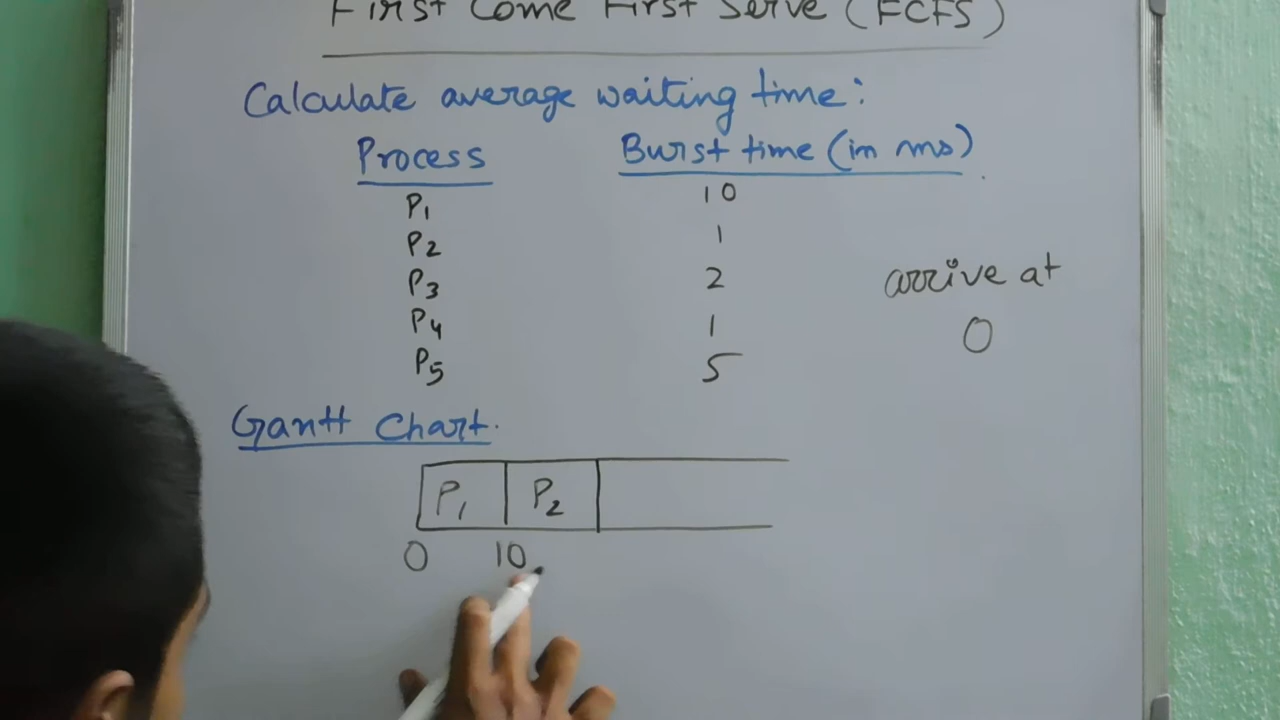 First Come First Serve (FCFS)
Calculate average waiting time:
Process Burst time (in ms)
P1 10
P2 1
P3 2
P4 1
P5 5
arrive at
0
Gantt Chart.
P1 P2
0 10